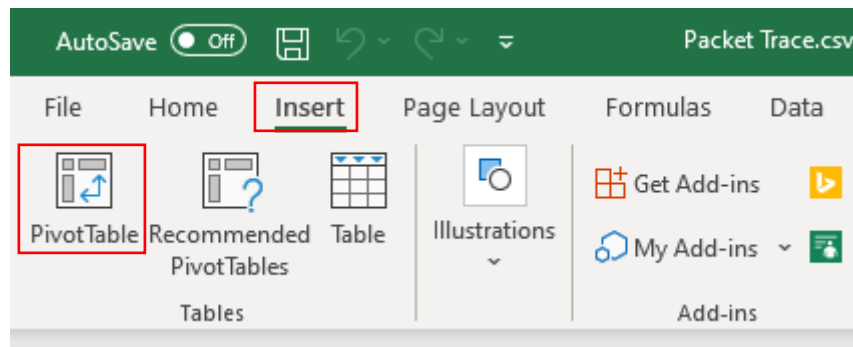 AutoSave Off Packet Trace.csv
File Home Insert Page Layout Formulas Data
PivotTable Recommended PivotTables Table Illustrations Get Add-ins
My Add-ins
Tables Add-ins